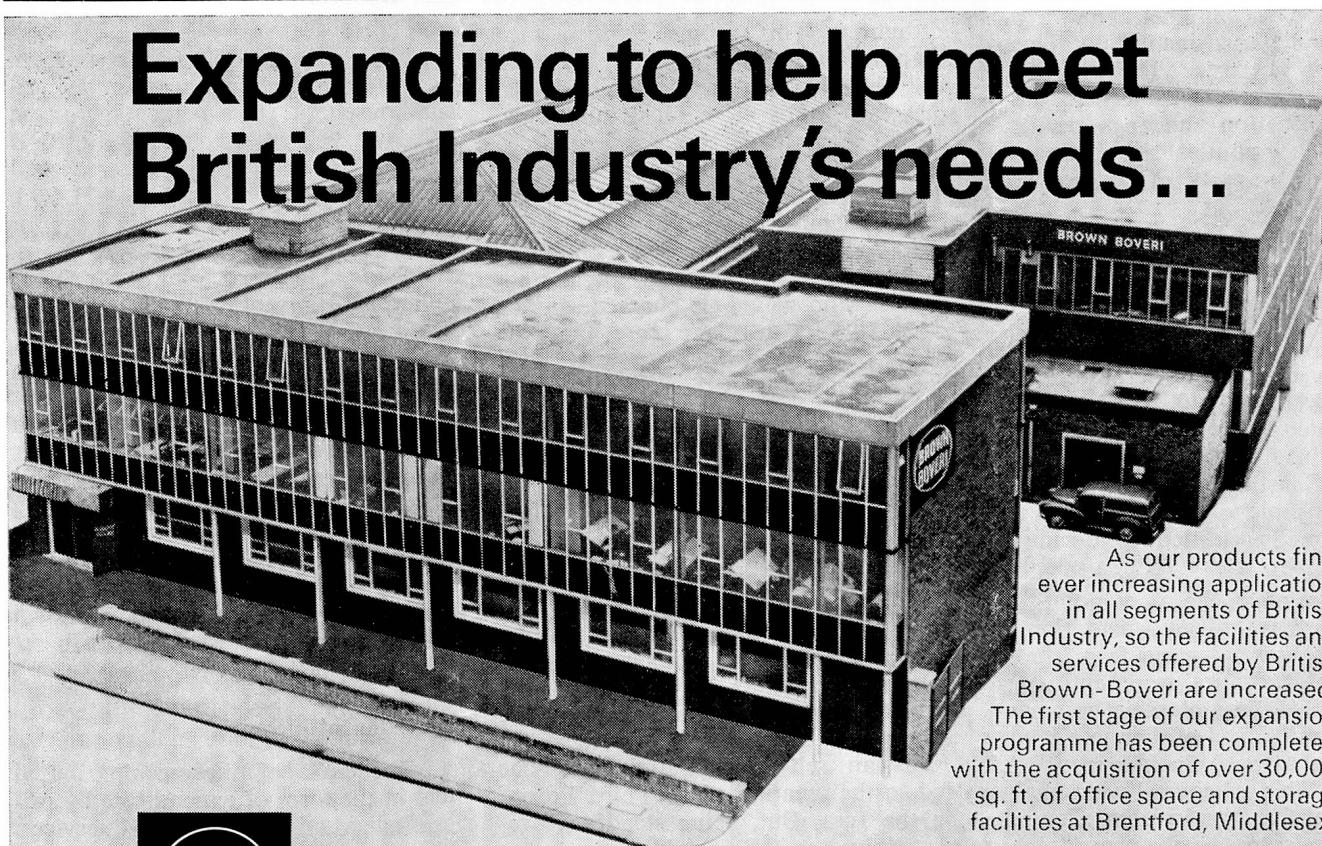 Expanding to help meet
British Industry's needs...
BROWN BOVERI
BROWN
BOVERI
As our products fin
ever increasing applicatio
in all segments of Britis
Industry, so the facilities an
services offered by Britis
Brown-Boveri are increased
The first stage of our expansio
programme has been complete
with the acquisition of over 30,00
sq. ft. of office space and storag
facilities at Brentford, Middlesex